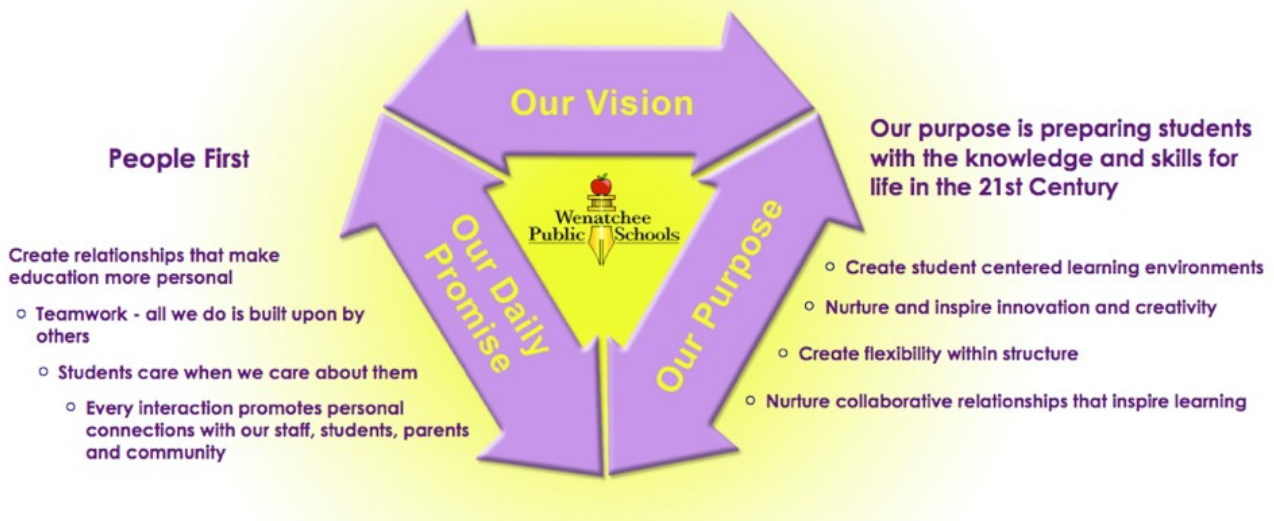 Our Vision
People First
Our purpose is preparing students
with the knowledge and skills for
life in the 21st Century
Wenatchee
Public Schools
Our Daily
Promise
Our Purpose
Create relationships that make
education more personal
Teamwork - all we do is built upon by
others
Students care when we care about them
Every interaction promotes personal
connections with our staff, students, parents
and community
Create student centered learning environments
Nurture and inspire innovation and creativity
Create flexibility within structure
Nurture collaborative relationships that inspire learning